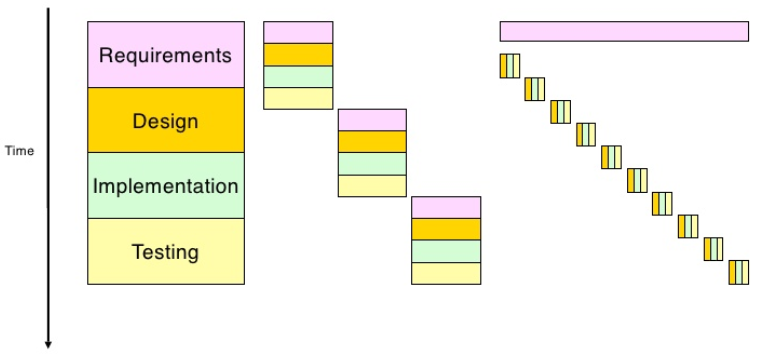 Requirements
Design
Time
Implementation
Testing